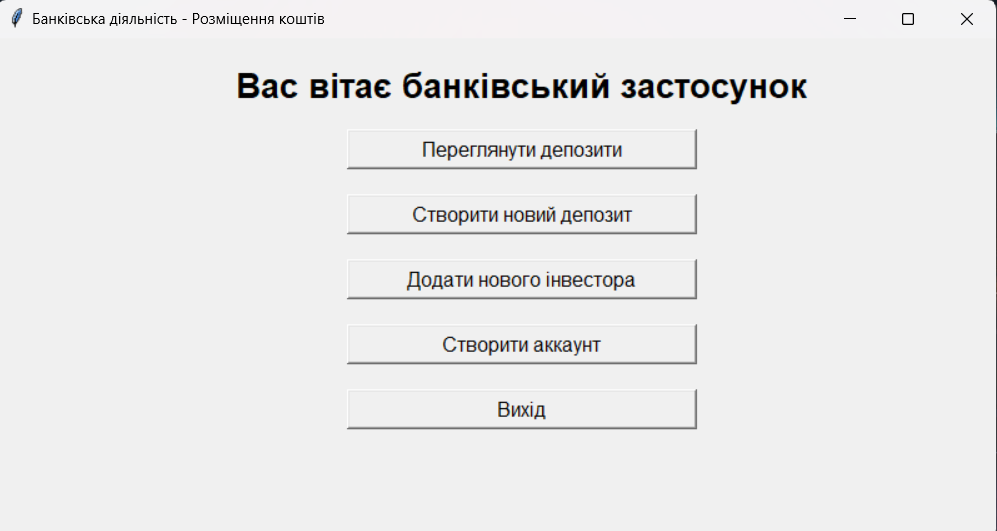 Банківська діяльність - Розміщення коштів
Вас вітає банківський застосунок
Переглянути депозити
Створити новий депозит
Додати нового інвестора
Створити аккаунт
Вихід